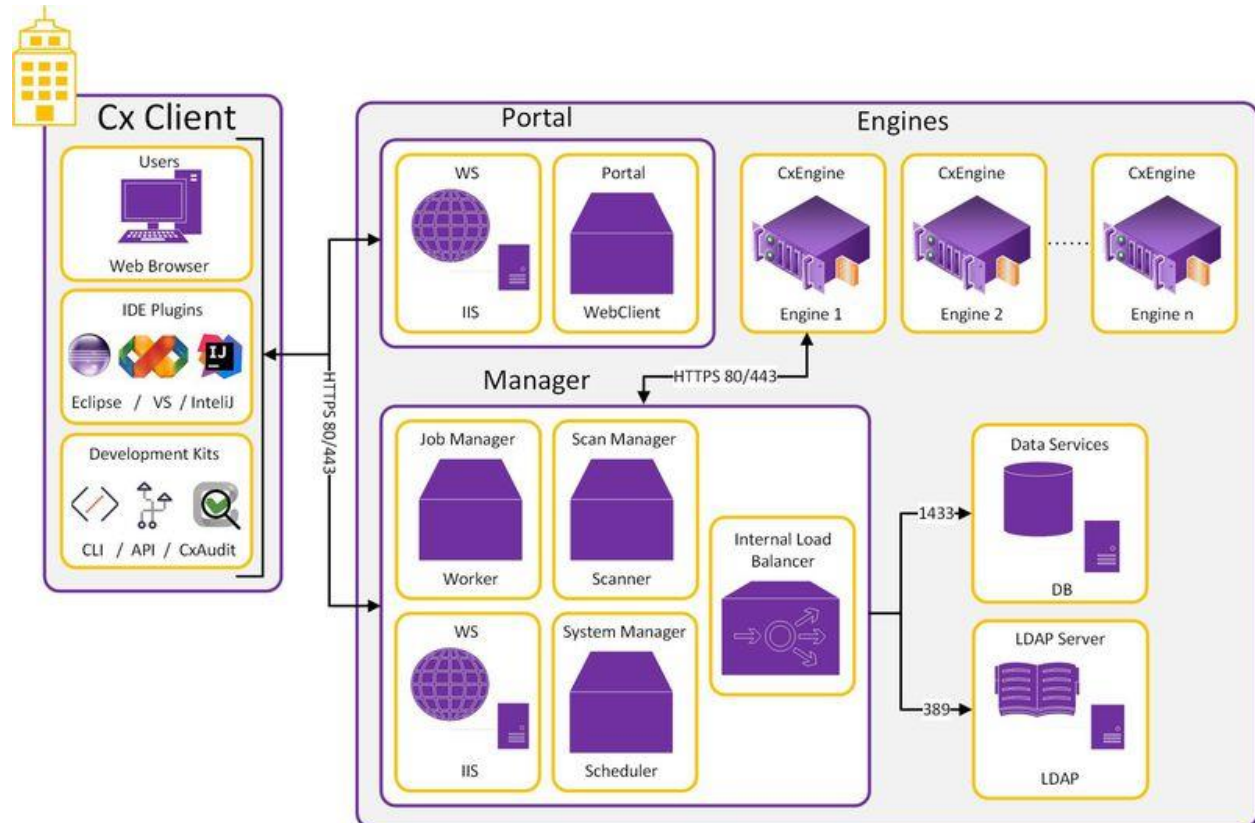 Cx Client
Users
Web Browser
IDE Plugins
IJ
Eclipse / VS / InteliJ
Development Kits
CLI / API / CxAudit
HTTPS 80/443
Portal
WS
IIS
Portal
WebClient
Engines
CxEngine
Engine 1
CxEngine
Engine 2
CxEngine
Engine n
HTTPS 80/443
Manager
Job Manager
Worker
Scan Manager
Scanner
WS
IIS
System Manager
Scheduler
Internal Load
Balancer
1433
Data Services
DB
389
LDAP Server
LDAP